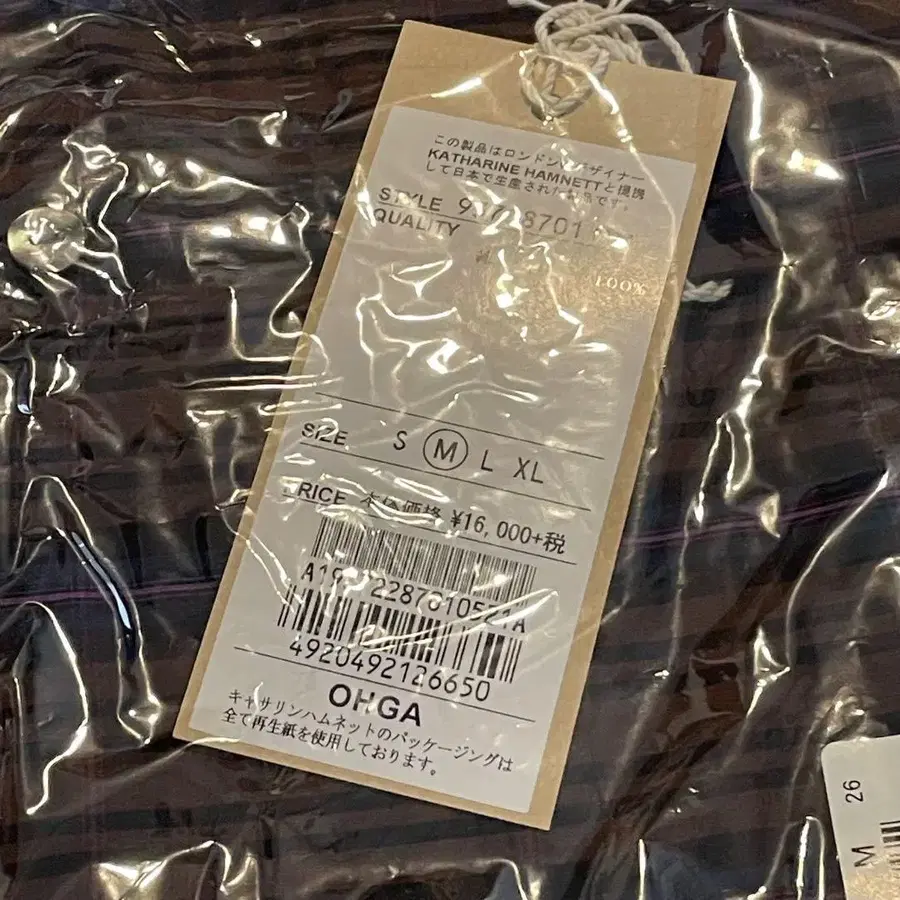 この製品はロンドンのデザイナー
KATHARINE HAMNETTと提携
して日本で生産された製品です。
STYLE
QUALITY
100%
SIZE S M L XL
PRICE 本体価格 ¥16,000+税
4920492126650
OHGA
キャサリンハムネットのパッケージングは
全て再生紙を使用しております。
26
M